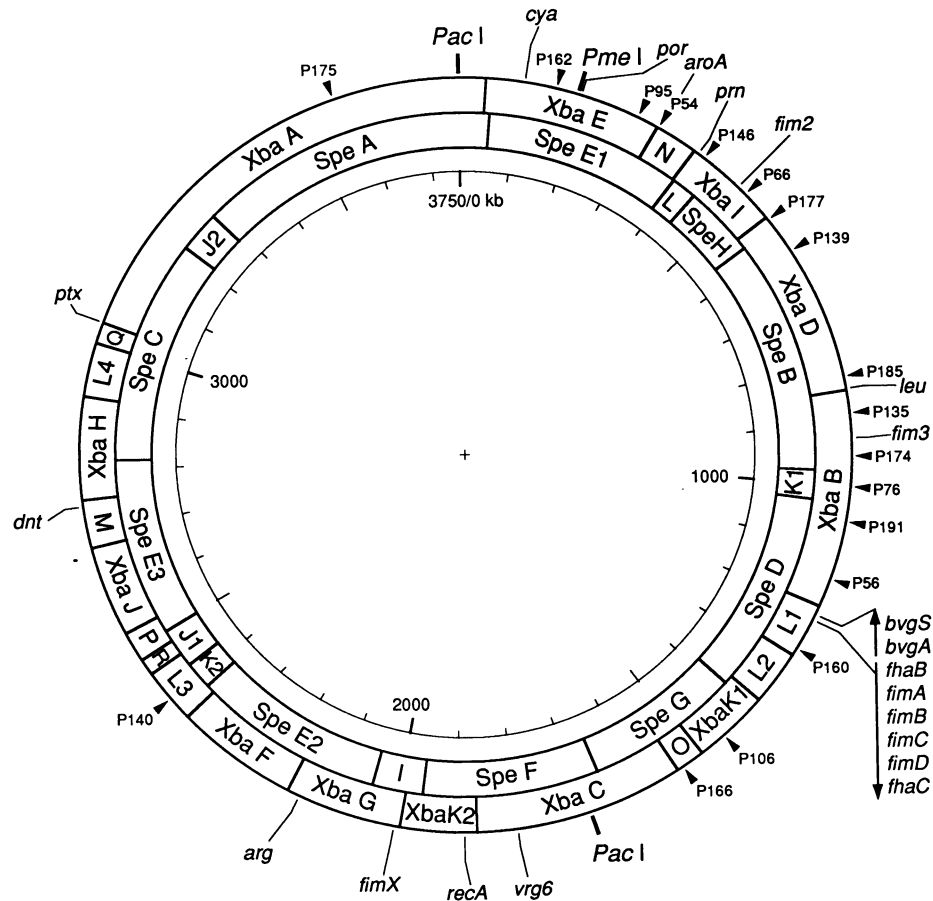 cya
Pac I
P162
Pme I
por
aroA
P175
P95
P54
prn
P146
fim2
P66
P177
P139
Xba A
Xba E
N
Xba I
Xba D
Spe A
Spe E1
L
SpeH
Spe B
J2
Spe C
3750/0 kb
ptx
Q
L4
Xba H
3000
P185
leu
P135
fim3
P174
1000
K1
Xba B
P76
P191
dnt
M
Spe E3
Xba J
Spe D
P56
L1
bvgS
bvgA
fhaB
fimA
fimB
fimC
fimD
fhaC
P160
P
R
J1
K2
L3
L2
XbaK1
P140
2000
Spe G
O
P106
P166
Xba F
Spe E2
I
Spe F
Xba G
XbaK2
Xba C
Pac I
arg
fimX
recA
vrg6